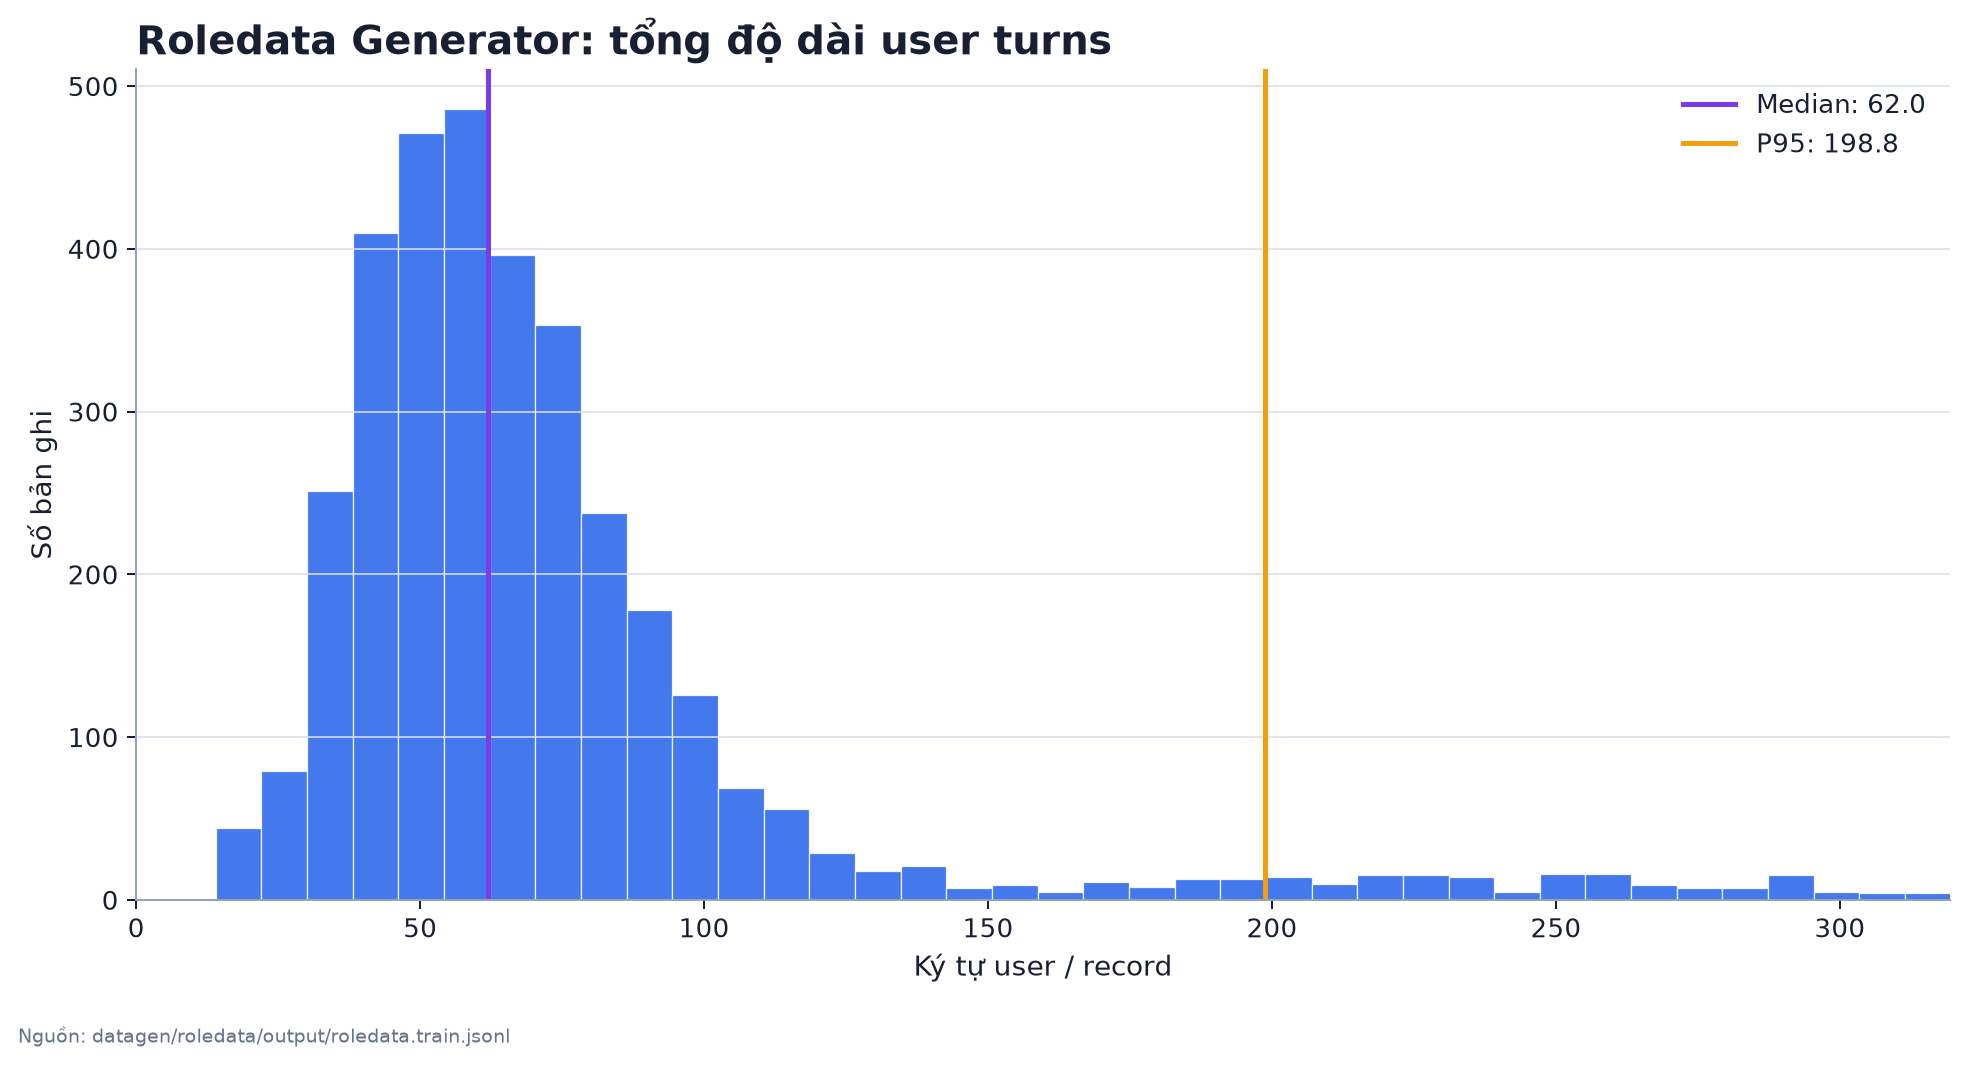 Roledata Generator: tổng độ dài user turns
Median: 62.0
P95: 198.8
Số bản ghi
500
400
300
200
100
0
0 50 100 150 200 250 300
Ký tự user / record
Nguồn: datagen/roledata/output/roledata.train.jsonl